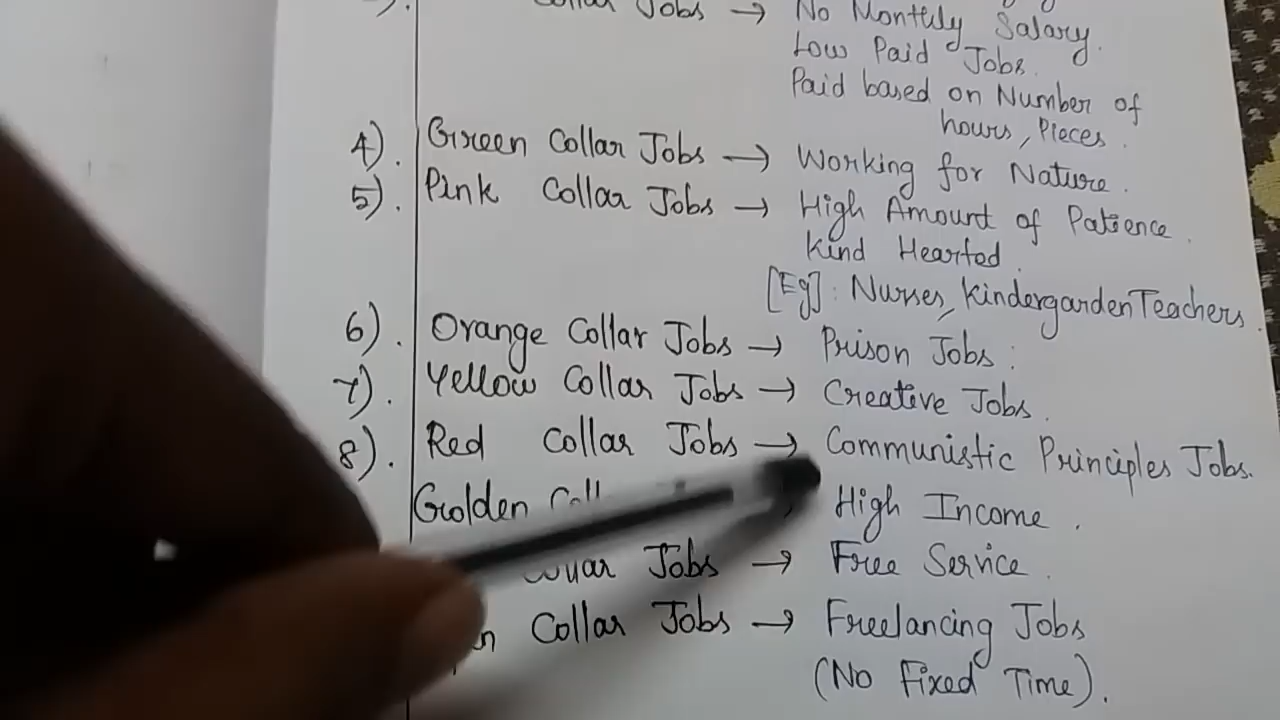 Collar Jobs → No Monthly Salary.
Low Paid Jobs.
Paid based on Number of
hours, Pieces.
4). Green Collar Jobs → Working for Nature.
5). Pink Collar Jobs → High Amount of Patience.
Kind Hearted.
[Eg]: Nurses, Kindergarden Teachers.
6). Orange Collar Jobs → Prison Jobs:
7). Yellow Collar Jobs → Creative Jobs.
8). Red Collar Jobs → Communistic Principles Jobs.
Golden High Income.
Collar Jobs → Free Service.
Collar Jobs → Freelancing Jobs
(No Fixed Time).